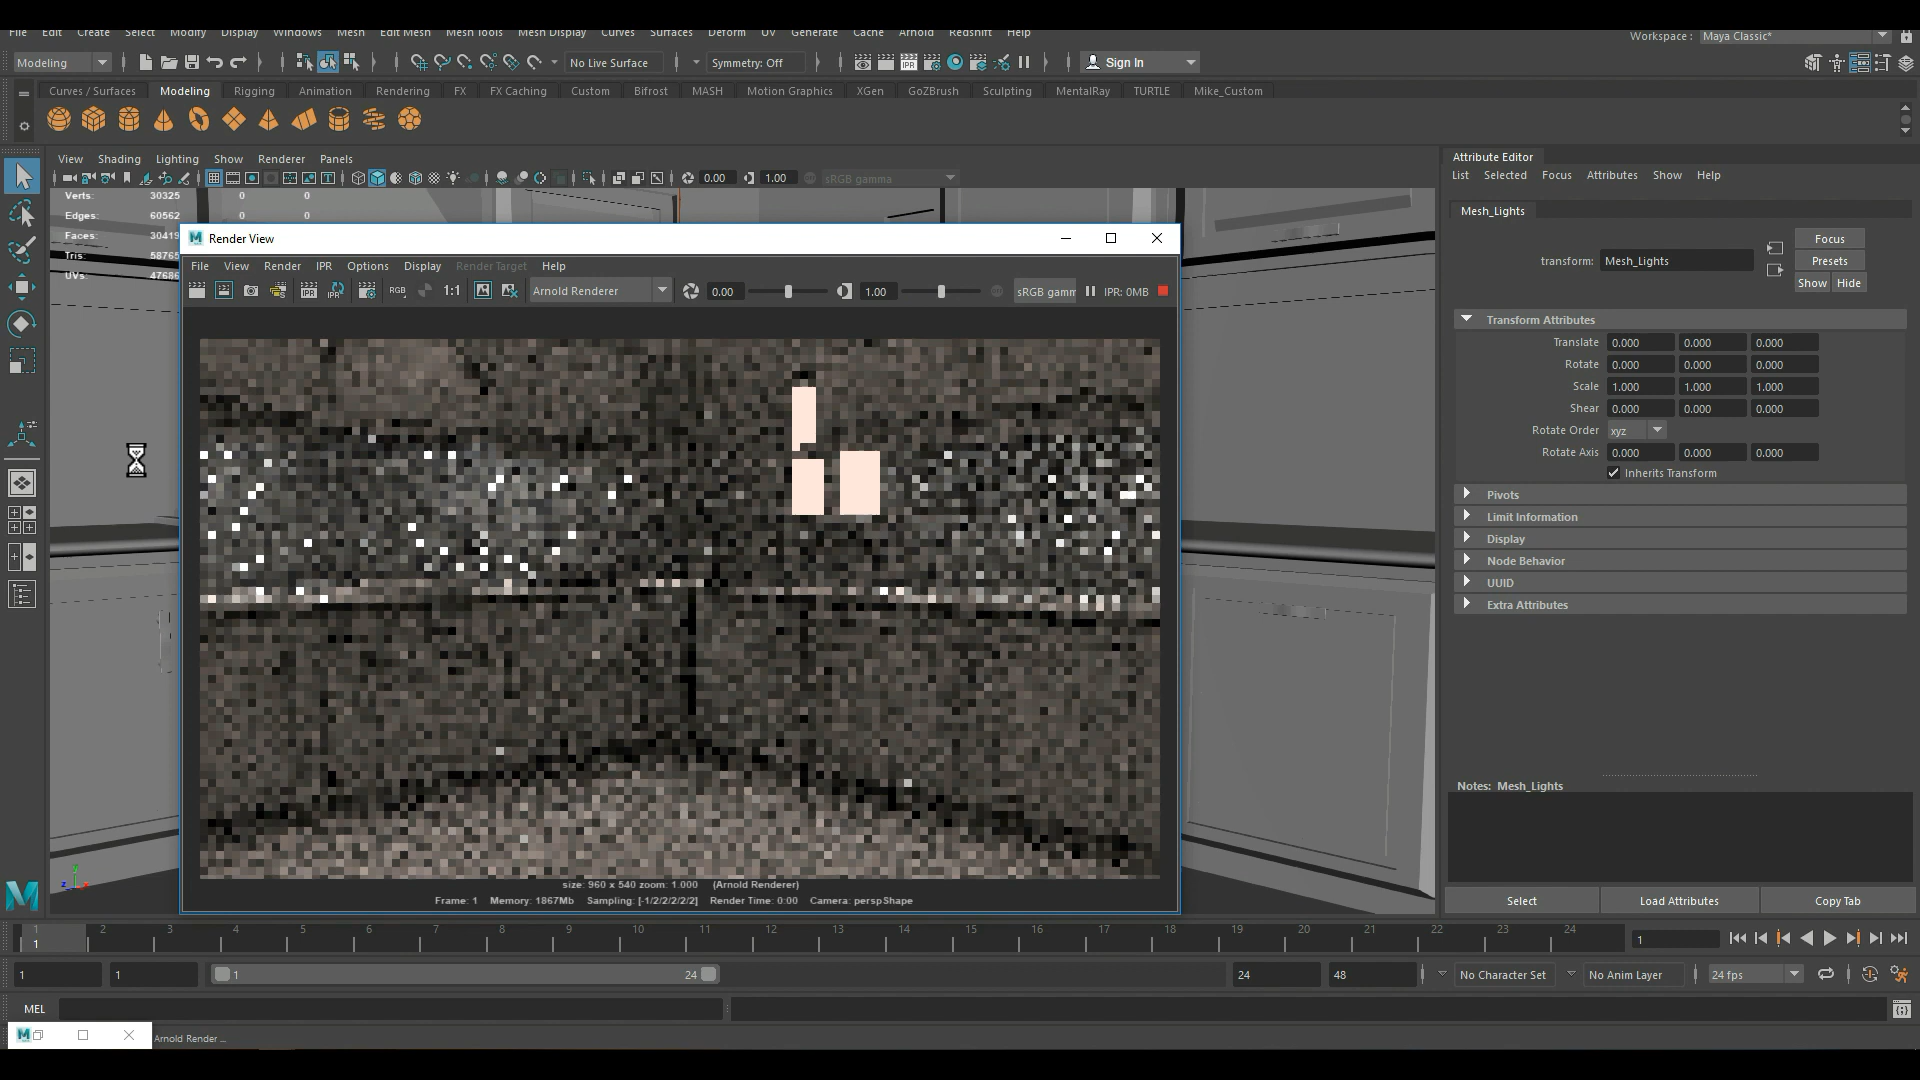 File Edit Create Select Modify Display Windows Mesh Edit Mesh Mesh Tools Mesh Display Curves Surfaces Deform UV Generate Cache Arnold Redshift Help
Workspace : Maya Classic*
Modeling No Live Surface Symmetry: Off IPR Sign In
Curves / Surfaces Modeling Rigging Animation Rendering FX FX Caching Custom Bifrost MASH Motion Graphics XGen GoZBrush Sculpting MentalRay TURTLE Mike_Custom
View Shading Lighting Show Renderer Panels
0.00 1.00 sRGB gamma
Verts: 30325 0 0
Edges: 60562 0 0
Faces: 30419
Tris: 58765
UVs: 47686
Render View
File View Render IPR Options Display Render Target Help
IPR IPR RGB 1:1 Arnold Renderer 0.00 1.00 sRGB gamm IPR: 0MB
size: 960 x 540 zoom: 1.000 (Arnold Renderer)
Frame: 1 Memory: 1867Mb Sampling: [-1/2/2/2/2/2] Render Time: 0:00 Camera: perspShape
Attribute Editor
List Selected Focus Attributes Show Help
Mesh_Lights
transform: Mesh_Lights
Focus
Presets
Show Hide
Transform Attributes
Translate 0.000 0.000 0.000
Rotate 0.000 0.000 0.000
Scale 1.000 1.000 1.000
Shear 0.000 0.000 0.000
Rotate Order xyz
Rotate Axis 0.000 0.000 0.000
Inherits Transform
Pivots
Limit Information
Display
Node Behavior
UUID
Extra Attributes
Notes: Mesh_Lights
Select Load Attributes Copy Tab
1 2 3 4 5 6 7 8 9 10 11 12 13 14 15 16 17 18 19 20 21 22 23 24
1 1
1 1 1 24 24 48 No Character Set No Anim Layer 24 fps
MEL
Arnold Render ...